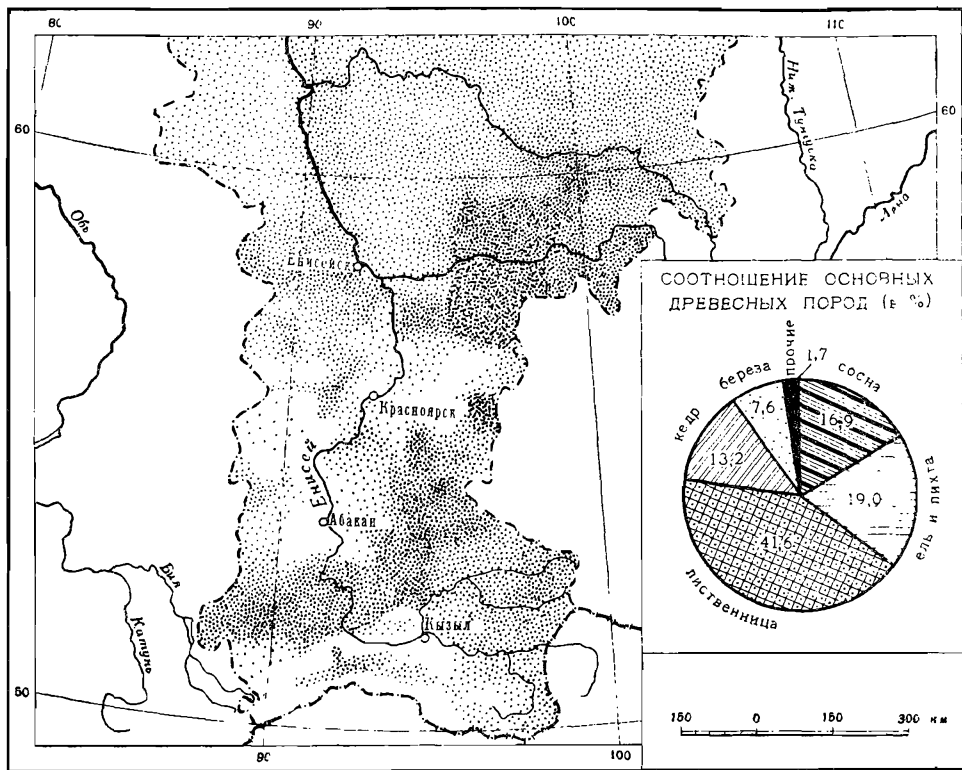 80
90
100
110
60
60
Ниж. Тунгуска
Лена
Обь
Енисейск
Красноярск
Енисей
Абакан
Бия
Катунь
Кызыл
50
90
100
СООТНОШЕНИЕ ОСНОВНЫХ
ДРЕВЕСНЫХ ПОРОД (в %)
прочие
1,7
береза
7,6
сосна
16,9
кедр
13,2
19,0
ель и пихта
41,6
лиственница
150 0 150 300 км